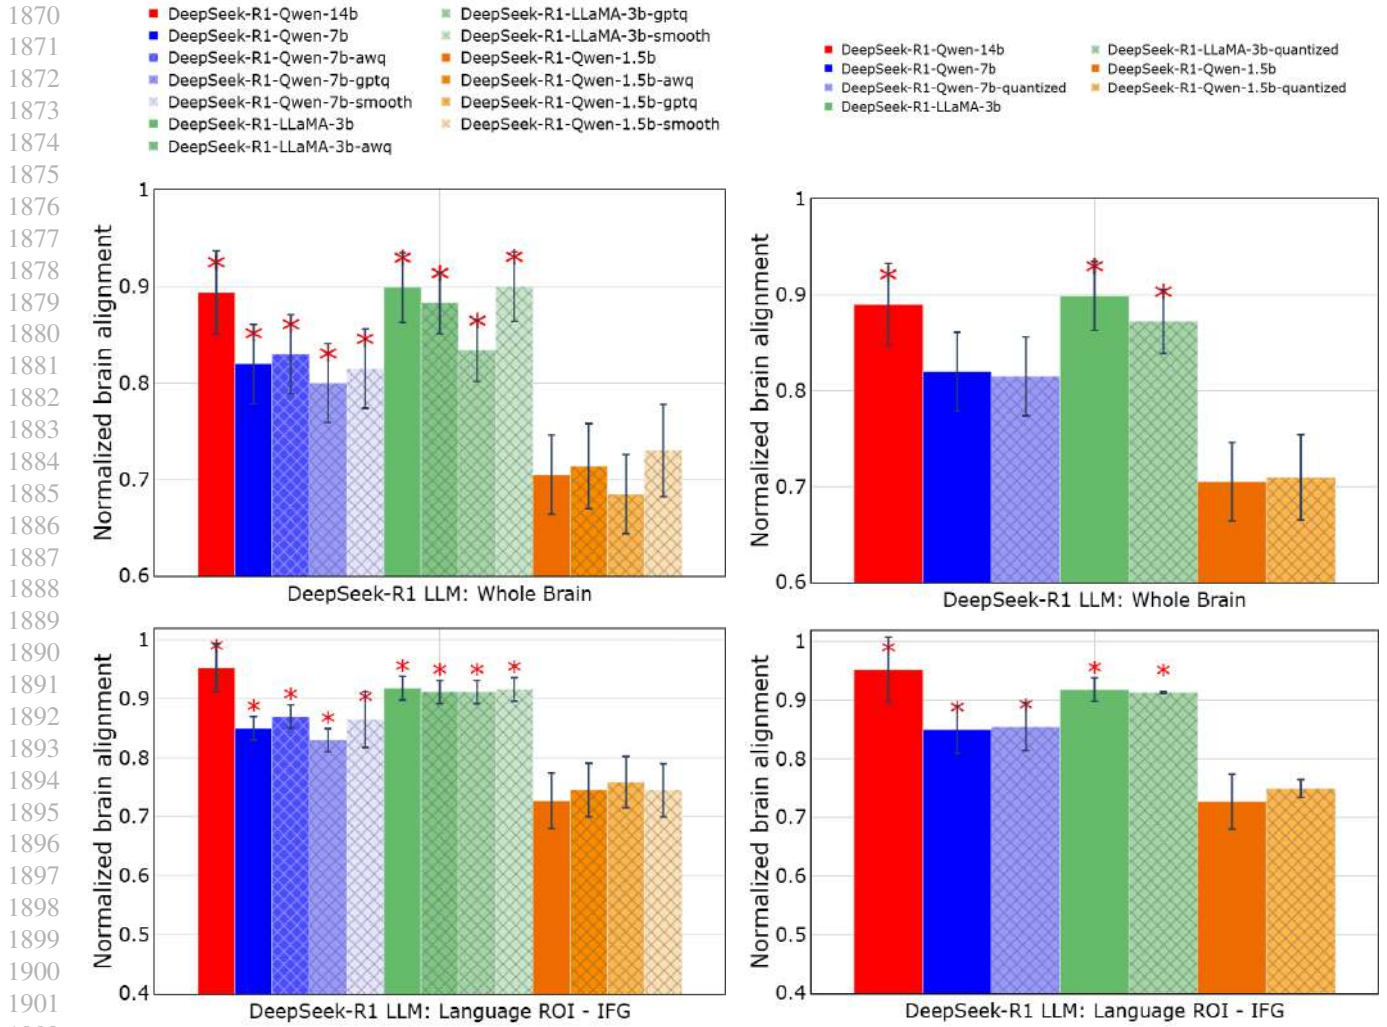 1870
1871
1872
1873
1874
1875
1876
1877
1878
1879
1880
1881
1882
1883
1884
1885
1886
1887
1888
1889
1890
1891
1892
1893
1894
1895
1896
1897
1898
1899
1900
1901
DeepSeek-R1-Qwen-14b
DeepSeek-R1-Qwen-7b
DeepSeek-R1-Qwen-7b-awq
DeepSeek-R1-Qwen-7b-gptq
DeepSeek-R1-Qwen-7b-smooth
DeepSeek-R1-LLaMA-3b
DeepSeek-R1-LLaMA-3b-awq
DeepSeek-R1-LLaMA-3b-gptq
DeepSeek-R1-LLaMA-3b-smooth
DeepSeek-R1-Qwen-1.5b
DeepSeek-R1-Qwen-1.5b-awq
DeepSeek-R1-Qwen-1.5b-gptq
DeepSeek-R1-Qwen-1.5b-smooth
DeepSeek-R1-Qwen-14b
DeepSeek-R1-Qwen-7b
DeepSeek-R1-Qwen-7b-quantized
DeepSeek-R1-LLaMA-3b
DeepSeek-R1-LLaMA-3b-quantized
DeepSeek-R1-Qwen-1.5b
DeepSeek-R1-Qwen-1.5b-quantized
Normalized brain alignment
1
0.9
0.8
0.7
0.6
* * * * * * * * *
DeepSeek-R1 LLM: Whole Brain
Normalized brain alignment
1
0.9
0.8
0.7
0.6
* * *
DeepSeek-R1 LLM: Whole Brain
Normalized brain alignment
1
0.9
0.8
0.7
0.6
0.5
0.4
* * * * * * * * *
DeepSeek-R1 LLM: Language ROI - IFG
Normalized brain alignment
1
0.9
0.8
0.7
0.6
0.5
0.4
* * * * *
DeepSeek-R1 LLM: Language ROI - IFG